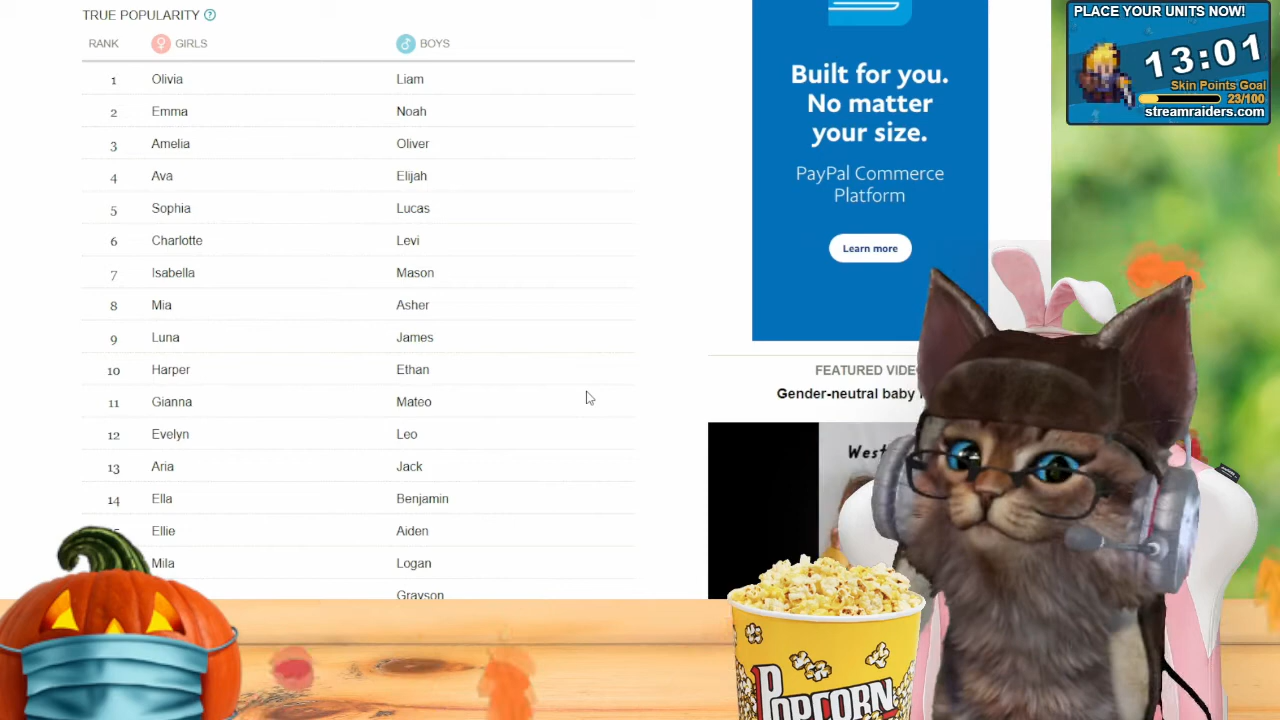 TRUE POPULARITY ?
RANK GIRLS BOYS
1 Olivia Liam
2 Emma Noah
3 Amelia Oliver
4 Ava Elijah
5 Sophia Lucas
6 Charlotte Levi
7 Isabella Mason
8 Mia Asher
9 Luna James
10 Harper Ethan
11 Gianna Mateo
12 Evelyn Leo
13 Aria Jack
14 Ella Benjamin
Ellie Aiden
Mila Logan
Grayson
Built for you.
No matter
your size.
PayPal Commerce
Platform
Learn more
FEATURED VIDE
Gender-neutral baby
West
PLACE YOUR UNITS NOW!
13:01
Skin Points Goal
23/100
streamraiders.com
POPCORN